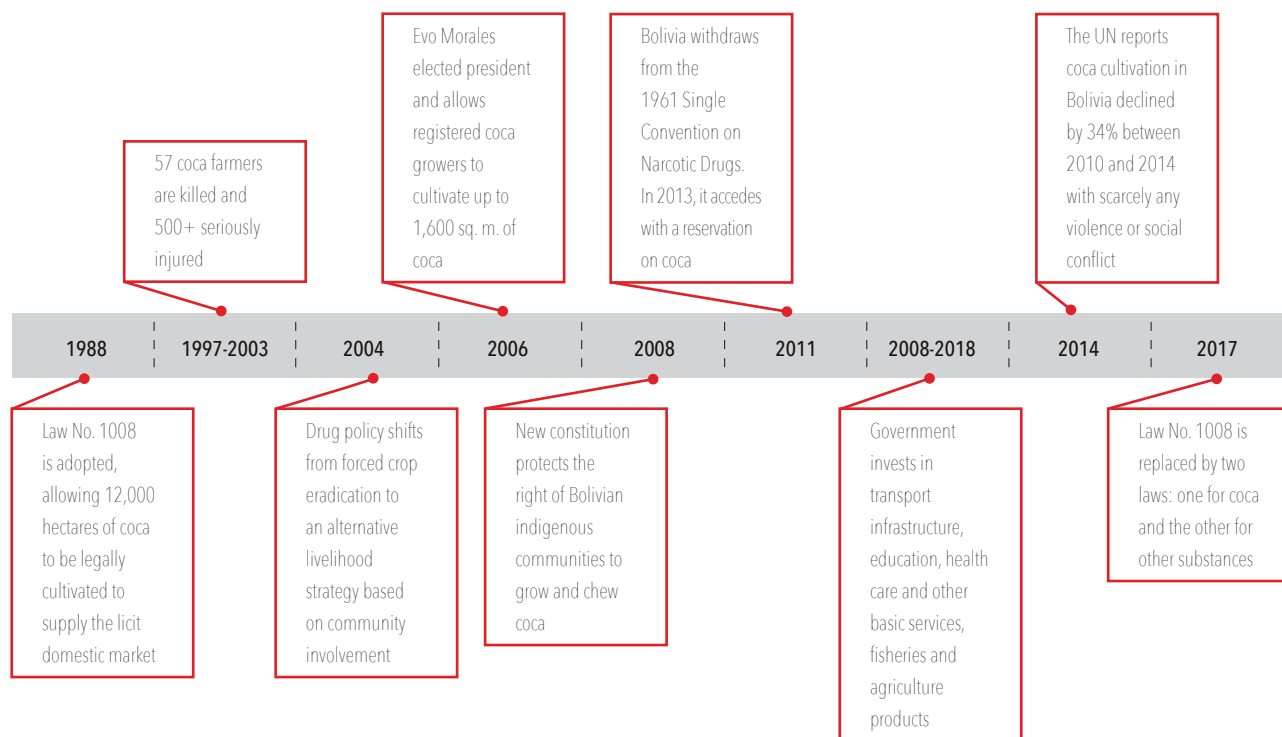 Evo Morales
elected president
and allows
registered coca
growers to
cultivate up to
1,600 sq. m. of
coca
Bolivia withdraws
from the
1961 Single
Convention on
Narcotic Drugs.
In 2013, it accedes
with a reservation
on coca
The UN reports
coca cultivation in
Bolivia declined
by 34% between
2010 and 2014
with scarcely any
violence or social
conflict
57 coca farmers
are killed and
500+ seriously
injured
1988
1997-2003
2004
2006
2008
2011
2008-2018
2014
2017
Law No. 1008
is adopted,
allowing 12,000
hectares of coca
to be legally
cultivated to
supply the licit
domestic market
Drug policy shifts
from forced crop
eradication to
an alternative
livelihood
strategy based
on community
involvement
New constitution
protects the
right of Bolivian
indigenous
communities to
grow and chew
coca
Government
invests in
transport
infrastructure,
education, health
care and other
basic services,
fisheries and
agriculture
products
Law No. 1008 is
replaced by two
laws: one for coca
and the other for
other substances